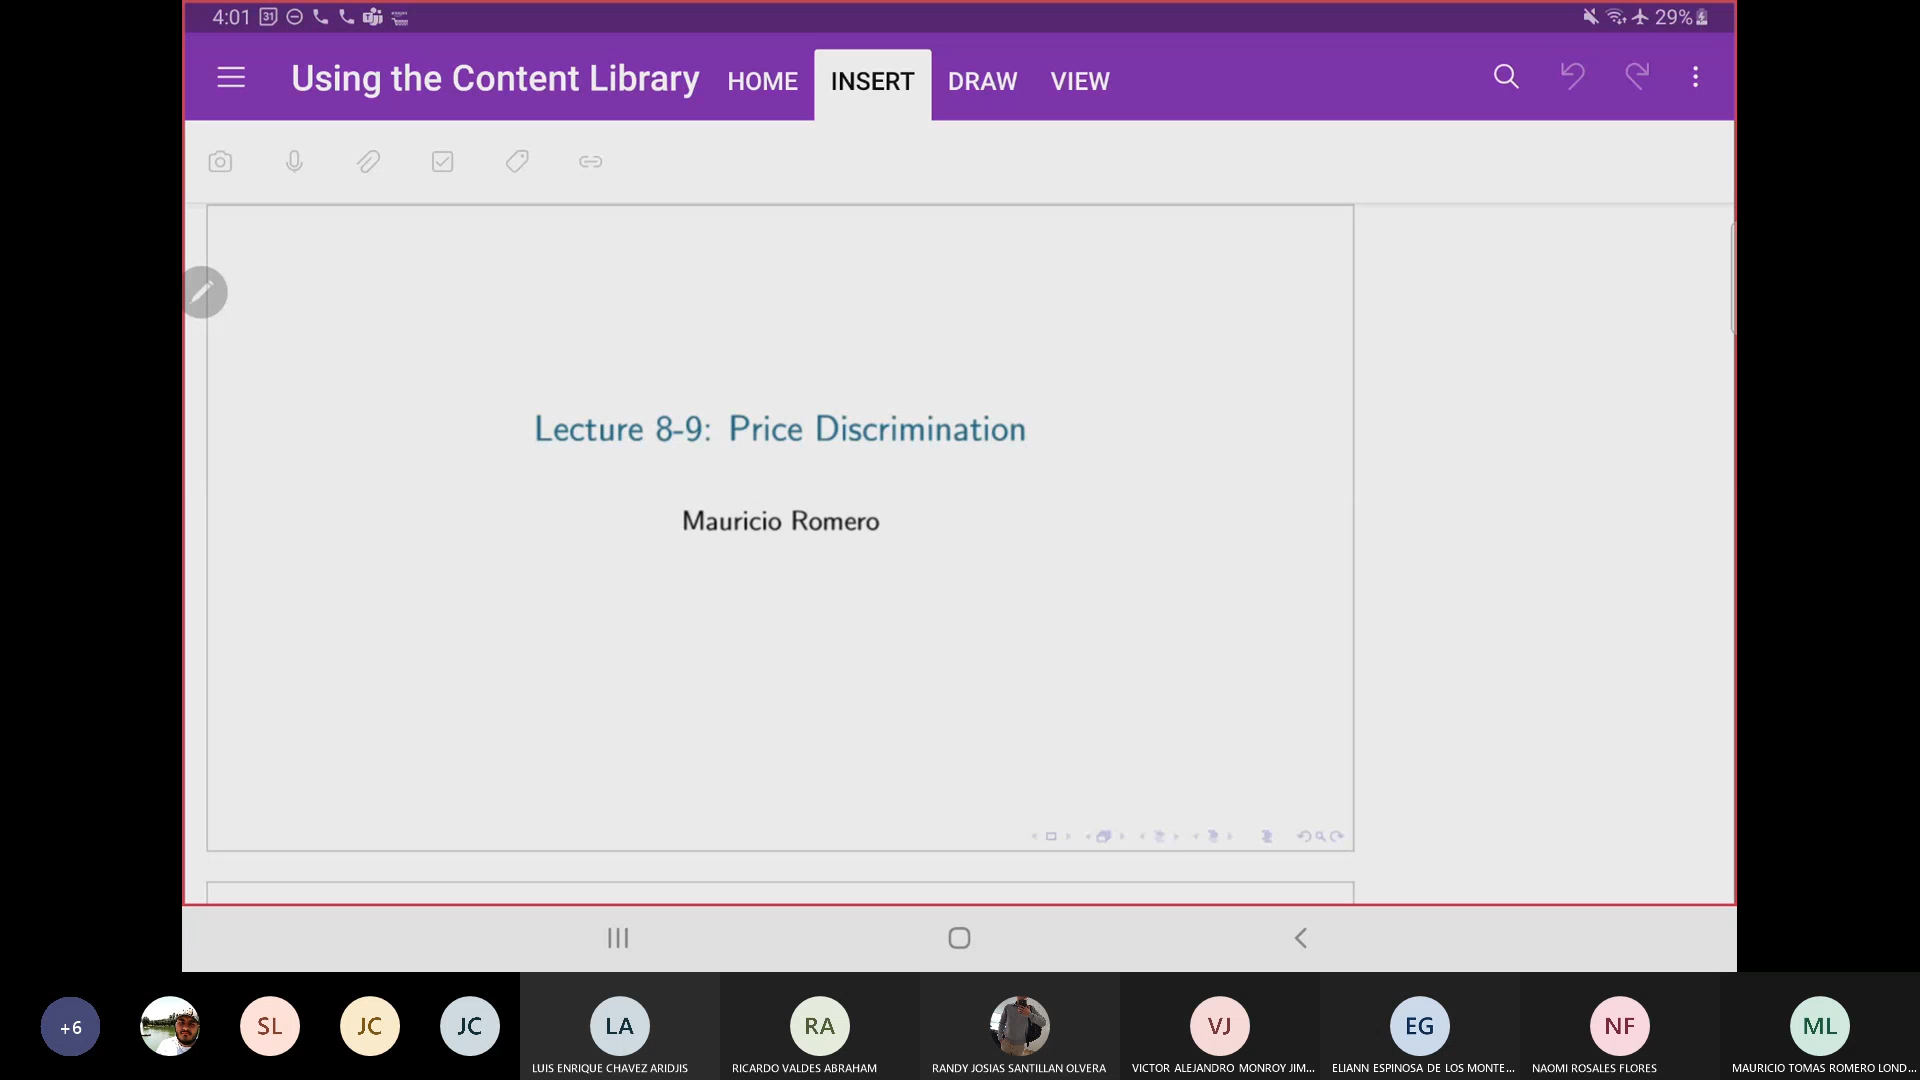 4:01
31
29%
Using the Content Library
HOME
INSERT
DRAW
VIEW
Lecture 8-9: Price Discrimination
Mauricio Romero
+6
SL
JC
JC
LA
RA
VJ
EG
NF
ML
LUIS ENRIQUE CHAVEZ ARIDJIS
RICARDO VALDES ABRAHAM
RANDY JOSIAS SANTILLAN OLVERA
VICTOR ALEJANDRO MONROY JIM...
ELIANN ESPINOSA DE LOS MONTE...
NAOMI ROSALES FLORES
MAURICIO TOMAS ROMERO LOND...